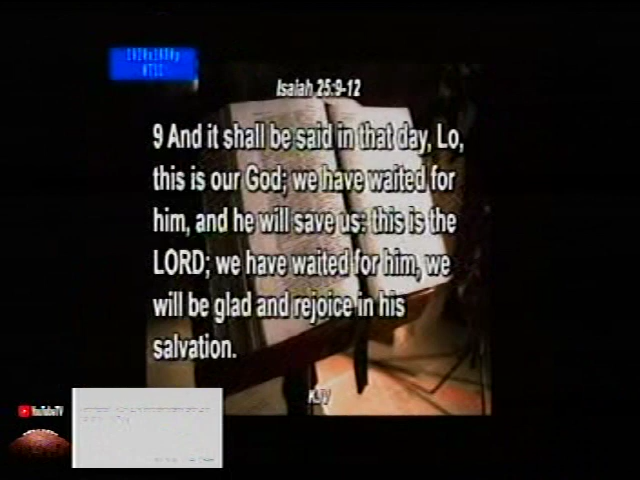 Isaiah 25:9-12
9 And it shall be said in that day, Lo,
this is our God; we have waited for
him, and he will save us: this is the
LORD; we have waited for him, we
will be glad and rejoice in his
salvation.
KJV
YouTubeTV